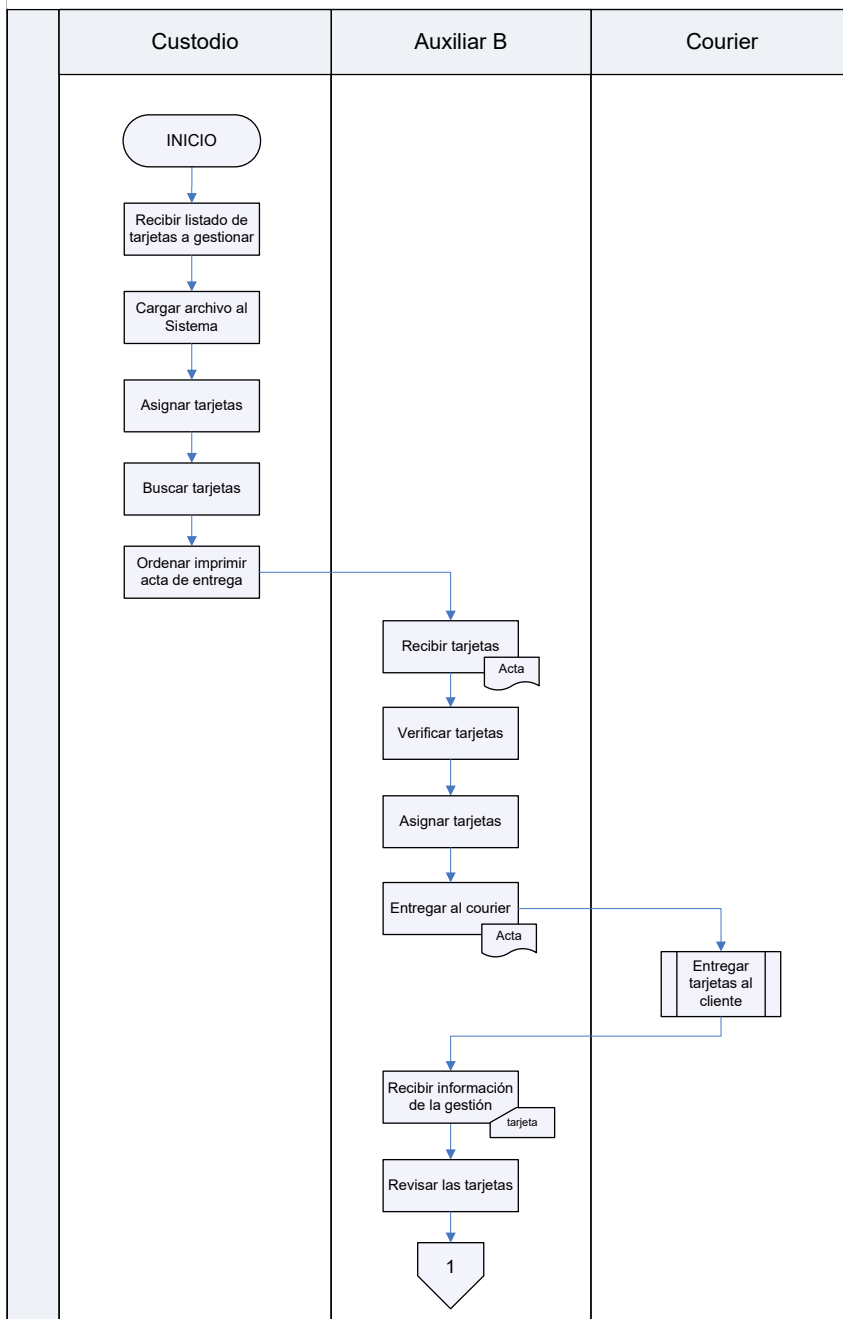 Custodio
Auxiliar B
Courier
INICIO
Recibir listado de
tarjetas a gestionar
Cargar archivo al
Sistema
Asignar tarjetas
Buscar tarjetas
Ordenar imprimir
acta de entrega
Recibir tarjetas
Acta
Verificar tarjetas
Asignar tarjetas
Entregar al courier
Acta
Entregar
tarjetas al
cliente
Recibir información
de la gestión
tarjeta
Revisar las tarjetas
1